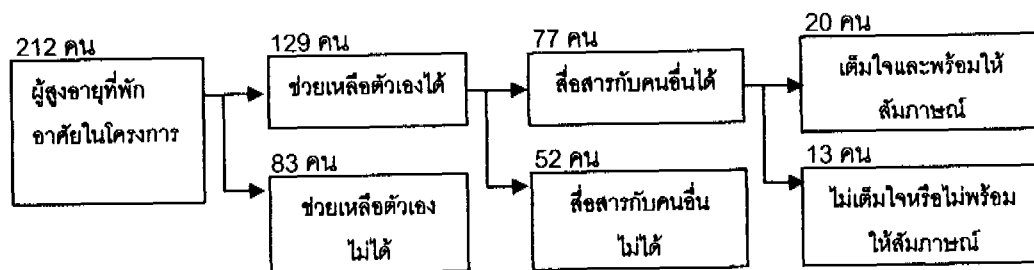 212 คน
ผู้สูงอายุที่พัก
อาศัยในโครงการ
129 คน
ช่วยเหลือตัวเองได้
83 คน
ช่วยเหลือตัวเอง
ไม่ได้
77 คน
สื่อสารกับคนอื่นได้
52 คน
สื่อสารกับคนอื่น
ไม่ได้
20 คน
เต็มใจและพร้อมให้
สัมภาษณ์
13 คน
ไม่เต็มใจหรือไม่พร้อม
ให้สัมภาษณ์